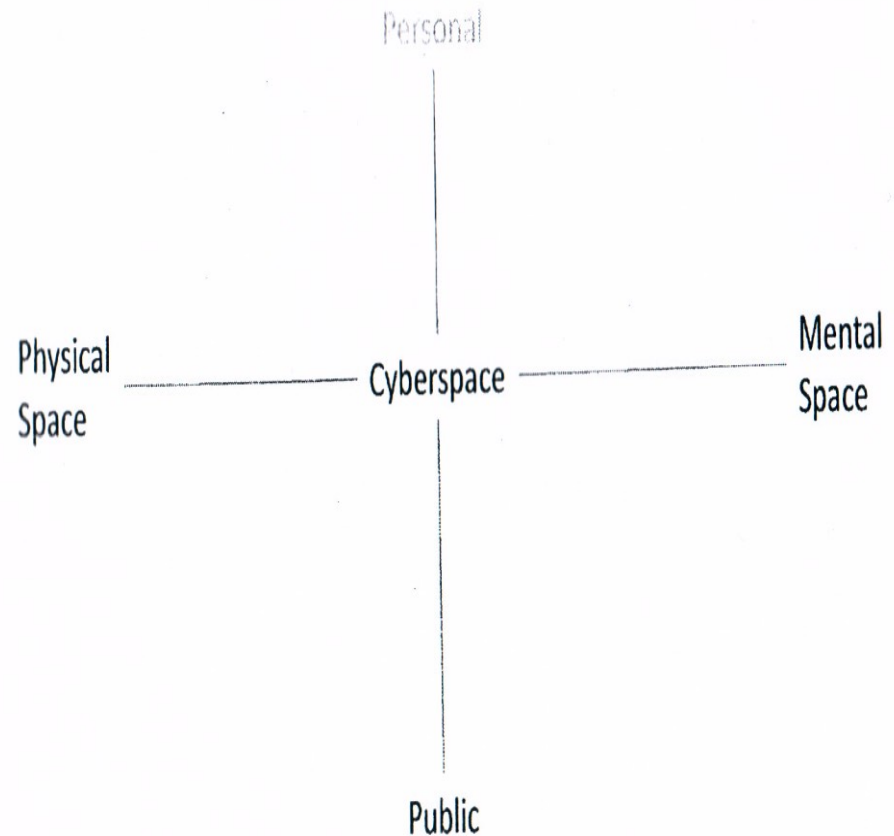 Personal
Physical
Space
Cyberspace
Mental
Space
Public